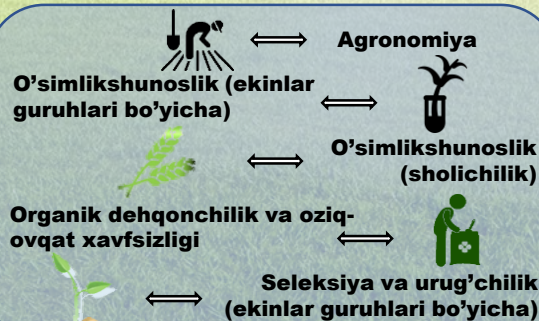 Agronomiya
O'simlikshunoslik (ekinlar
guruhlari bo'yicha)
O'simlikshunoslik
(sholichilik)
Organik dehqonchilik va oziq-
ovqat xavfsizligi
Seleksiya va urug'chilik
(ekinlar guruhlari bo'yicha)